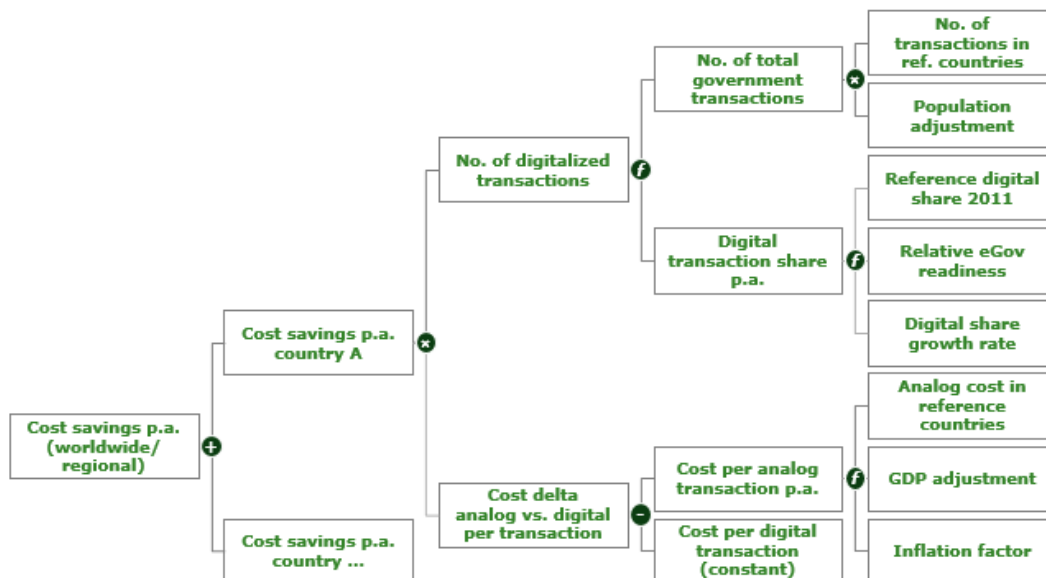 No. of
transactions in
ref. countries
No. of total
government
transactions
×
Population
adjustment
No. of digitalized
transactions
f
Reference digital
share 2011
Digital
transaction share
p.a.
f
Relative eGov
readiness
Digital share
growth rate
Cost savings p.a.
country A
×
Cost savings p.a.
(worldwide/
regional)
+
Analog cost in
reference
countries
Cost per analog
transaction p.a.
f
GDP adjustment
Cost delta
analog vs. digital
per transaction
–
Cost per digital
transaction
(constant)
Inflation factor
Cost savings p.a.
country ...